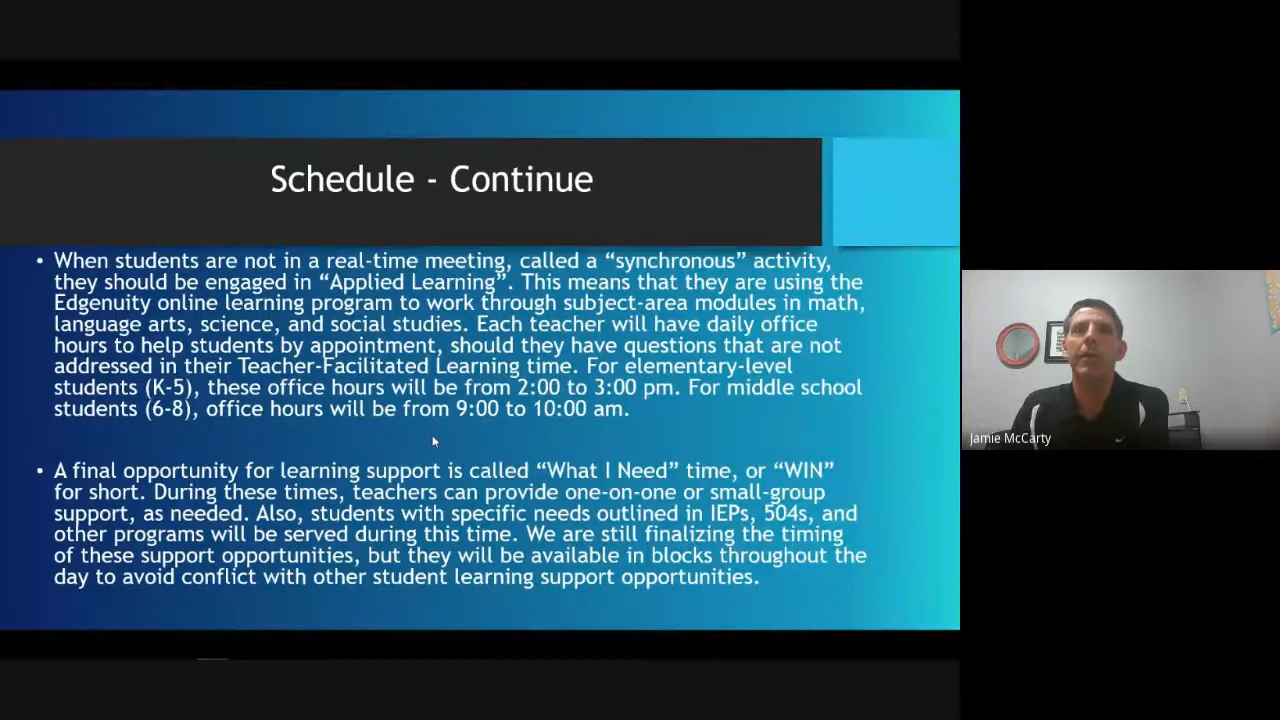 Schedule - Continue
• When students are not in a real-time meeting, called a “synchronous” activity,
they should be engaged in “Applied Learning”. This means that they are using the
Edgenuity online learning program to work through subject-area modules in math,
language arts, science, and social studies. Each teacher will have daily office
hours to help students by appointment, should they have questions that are not
addressed in their Teacher-Facilitated Learning time. For elementary-level
students (K-5), these office hours will be from 2:00 to 3:00 pm. For middle school
students (6-8), office hours will be from 9:00 to 10:00 am.
• A final opportunity for learning support is called “What I Need” time, or “WIN”
for short. During these times, teachers can provide one-on-one or small-group
support, as needed. Also, students with specific needs outlined in IEPs, 504s, and
other programs will be served during this time. We are still finalizing the timing
of these support opportunities, but they will be available in blocks throughout the
day to avoid conflict with other student learning support opportunities.
Jamie McCarty